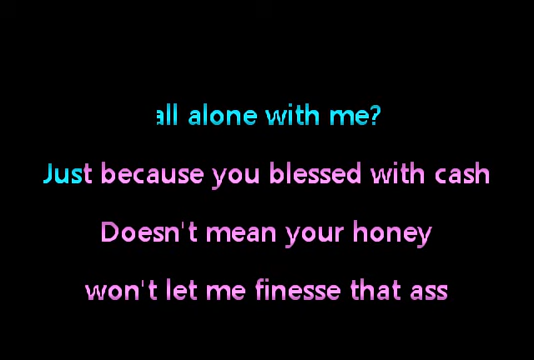 all alone with me?
Just because you blessed with cash
Doesn't mean your honey
won't let me finesse that ass